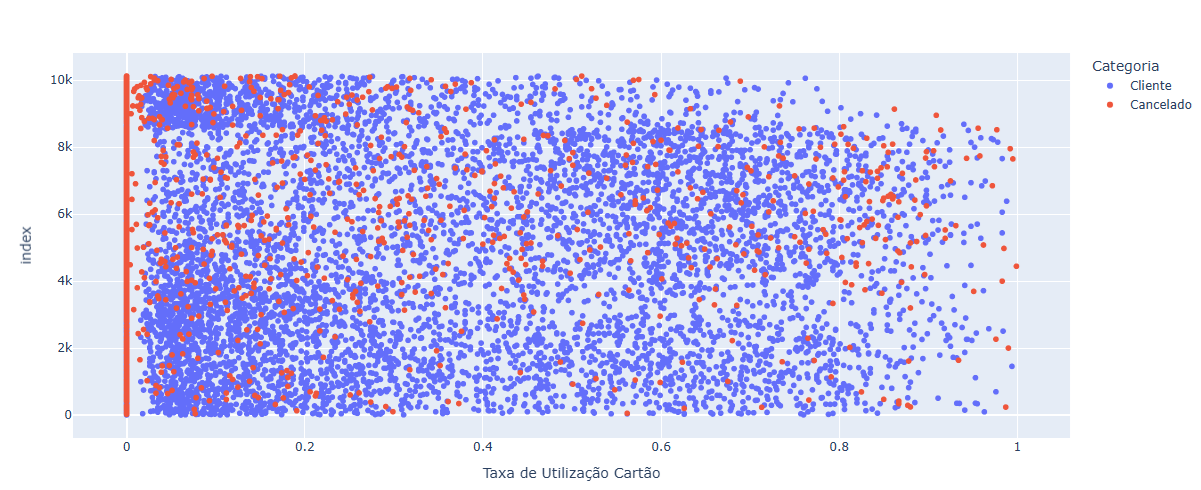 Categoria
Cliente
Cancelado
index
10k
8k
6k
4k
2k
0
0 0.2 0.4 0.6 0.8 1
Taxa de Utilização Cartão